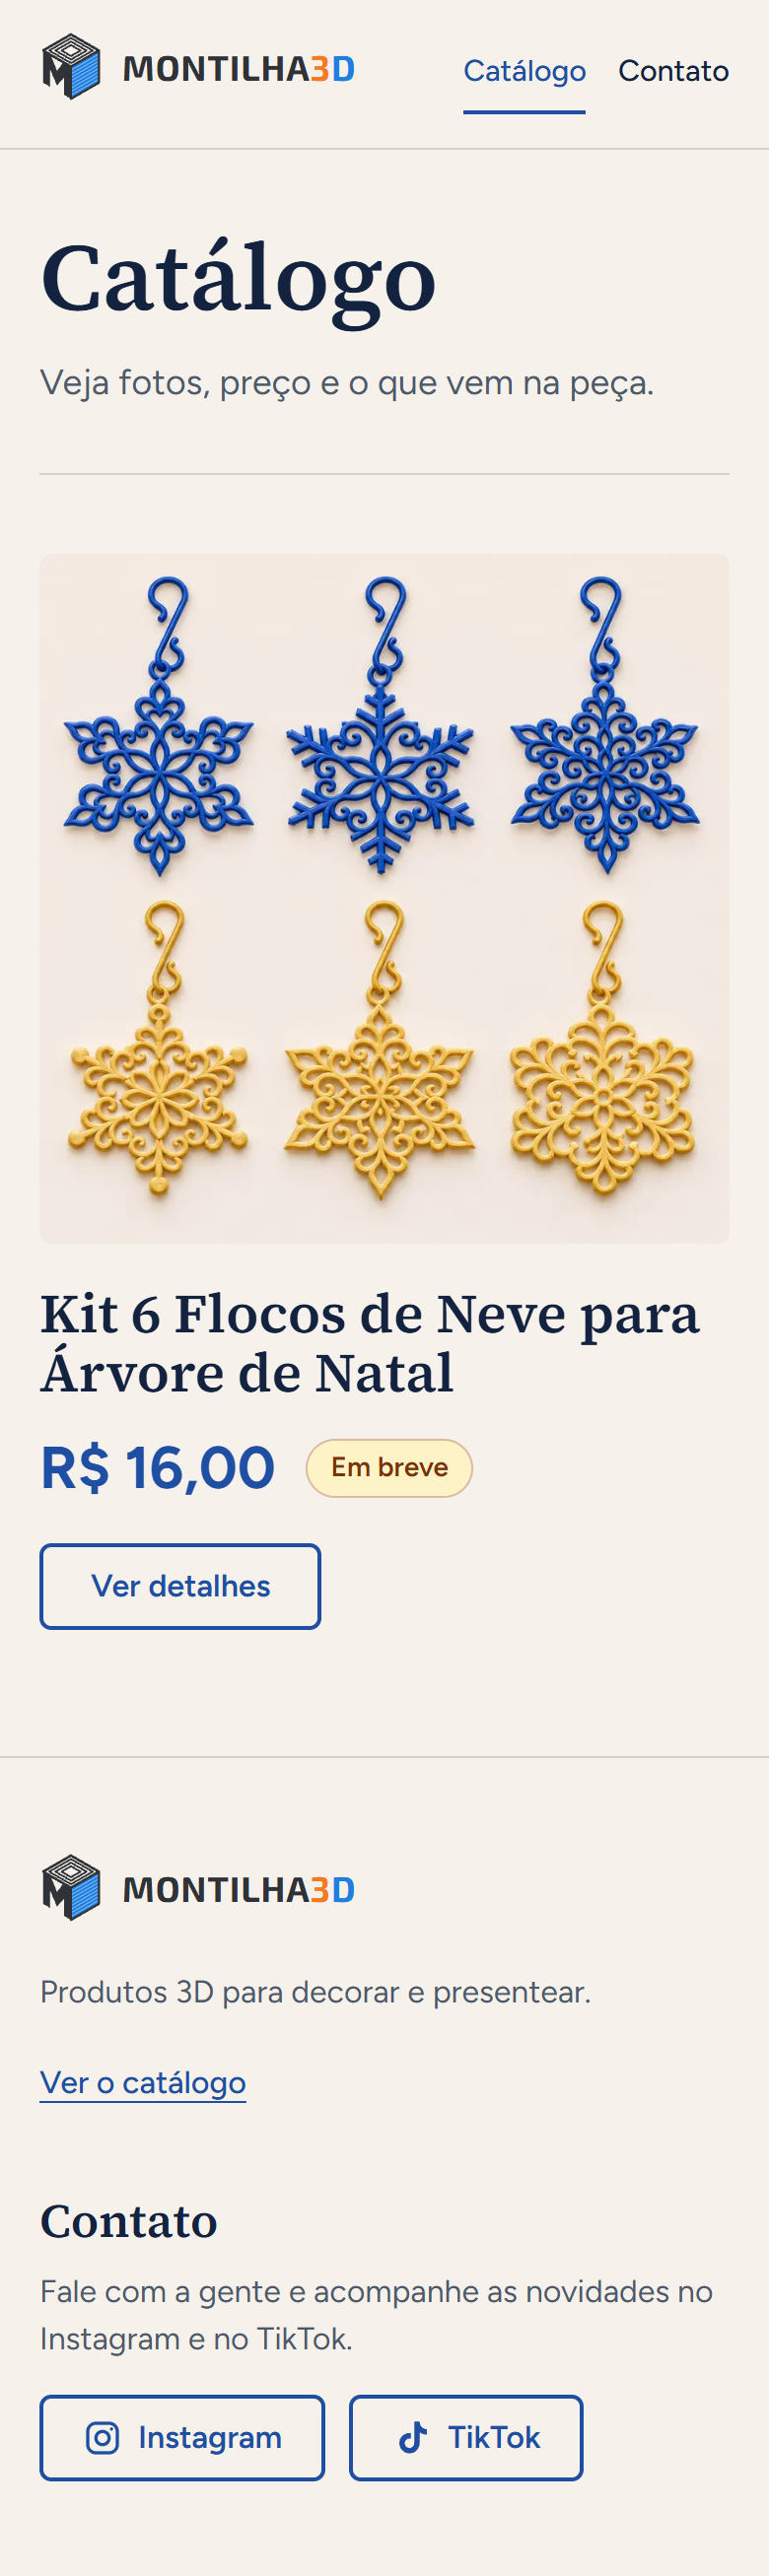 MONTILHA3D
Catálogo Contato
Catálogo
Veja fotos, preço e o que vem na peça.
Kit 6 Flocos de Neve para
Árvore de Natal
R$ 16,00 Em breve
Ver detalhes
MONTILHA3D
Produtos 3D para decorar e presentear.
Ver o catálogo
Contato
Fale com a gente e acompanhe as novidades no
Instagram e no TikTok.
Instagram TikTok